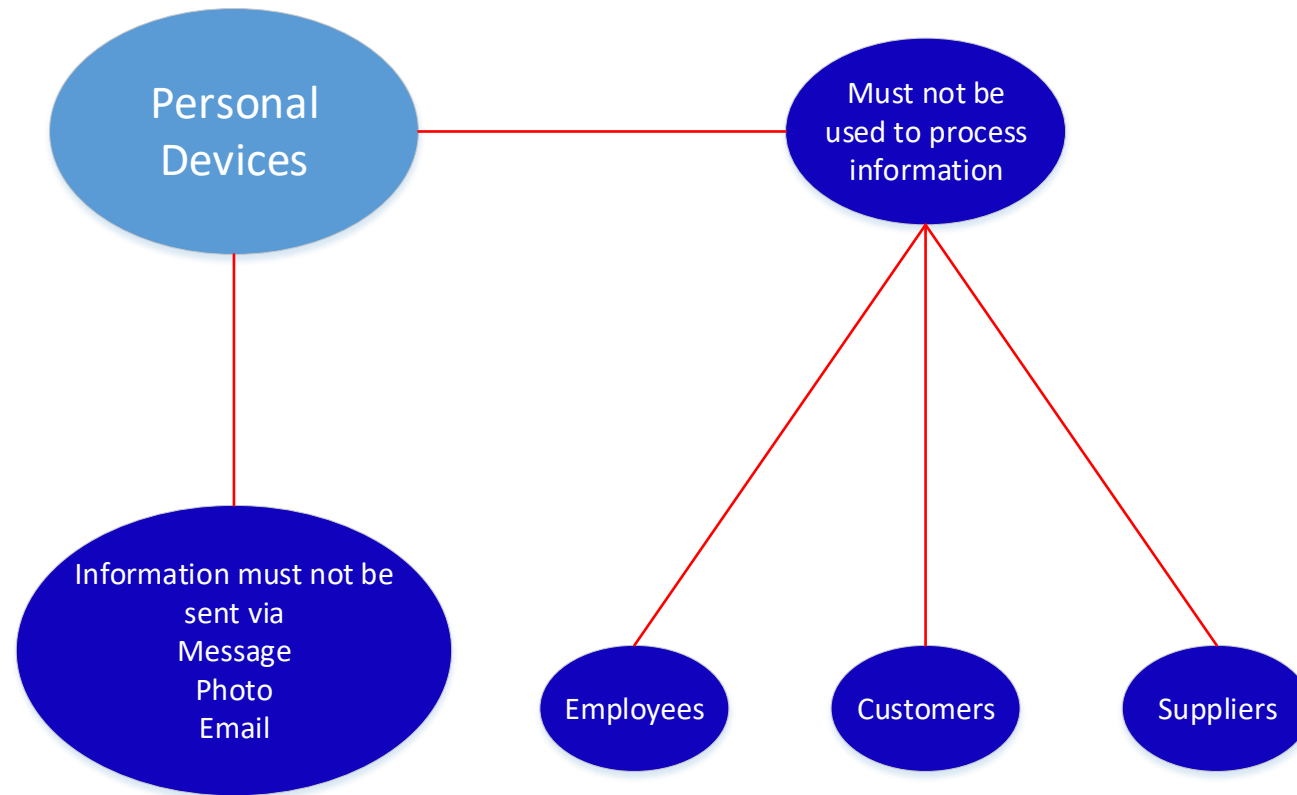 Personal
Devices
Must not be
used to process
information
Information must not be
sent via
Message
Photo
Email
Employees
Customers
Suppliers